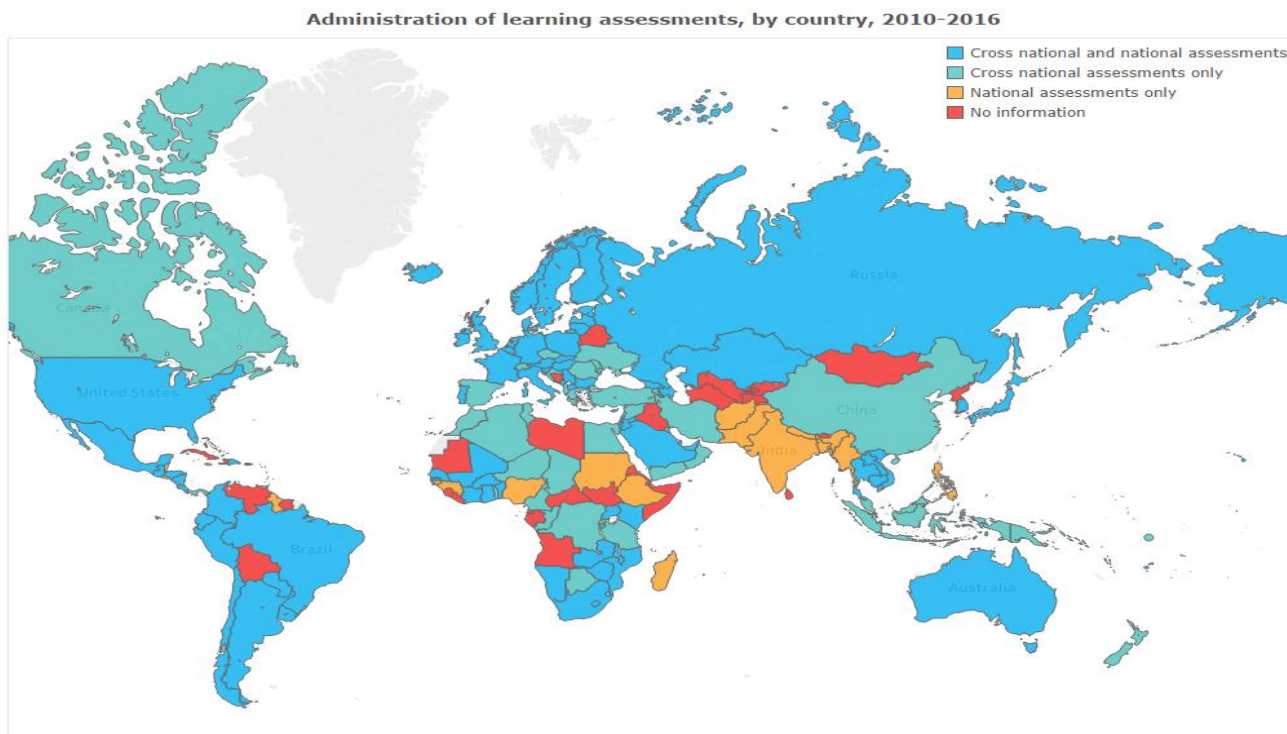 Administration of learning assessments, by country, 2010-2016
Cross national and national assessments
Cross national assessments only
National assessments only
No information
Russia
Canada
United States
China
India
Brazil
Australia